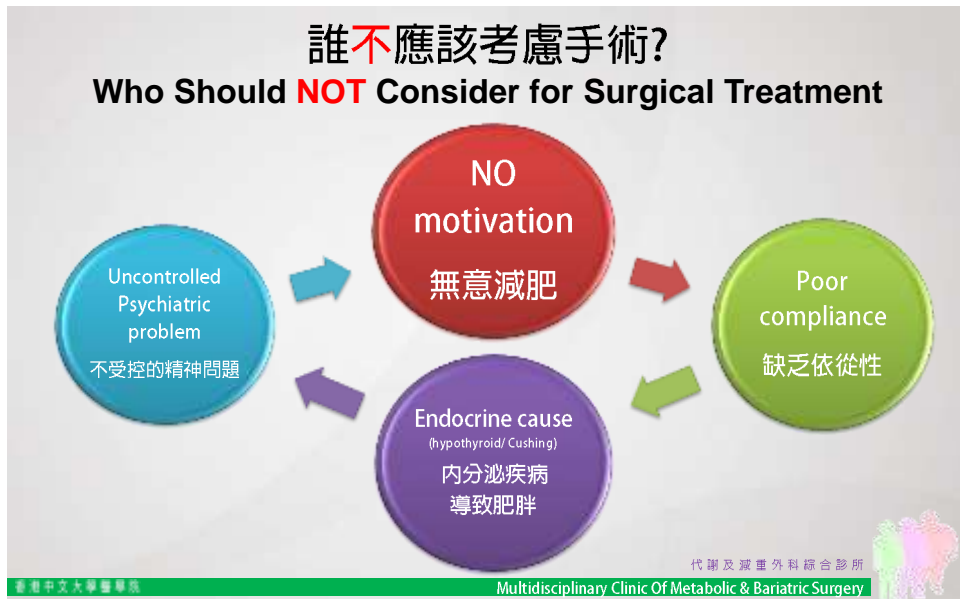 誰不應該考慮手術?
Who Should NOT Consider for Surgical Treatment
NO
motivation
無意減肥
Uncontrolled
Psychiatric
problem
不受控的精神問題
Poor
compliance
缺乏依從性
Endocrine cause
(hypothyroid/ Cushing)
內分泌疾病
導致肥胖
代謝及減重外科綜合診所
香港中文大學醫學院
Multidisciplinary Clinic Of Metabolic & Bariatric Surgery